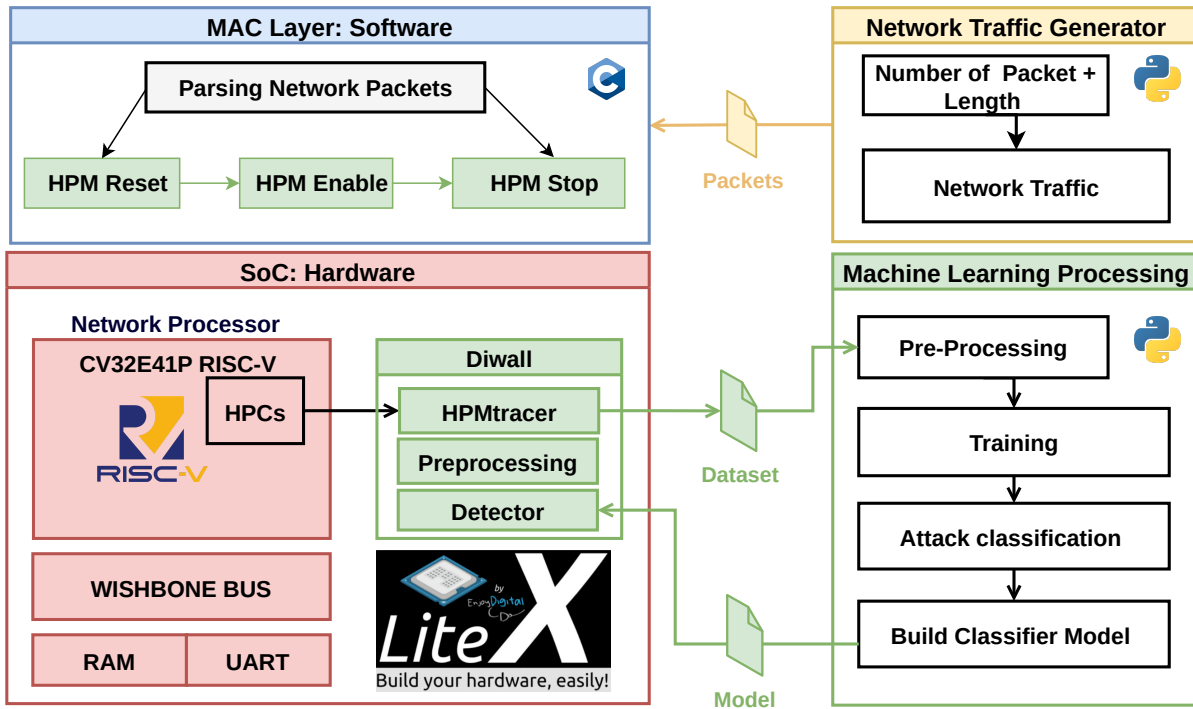 MAC Layer: Software
Parsing Network Packets
HPM Reset
HPM Enable
HPM Stop
C
Packets
Network Traffic Generator
Number of Packet +
Length
Network Traffic
SoC: Hardware
Network Processor
CV32E41P RISC-V
HPCs
RISC-V
WISHBONE BUS
RAM
UART
Diwall
HPMtracer
Preprocessing
Detector
by
EnjoyDigital
LiteX
Build your hardware, easily!
Dataset
Model
Machine Learning Processing
Pre-Processing
Training
Attack classification
Build Classifier Model